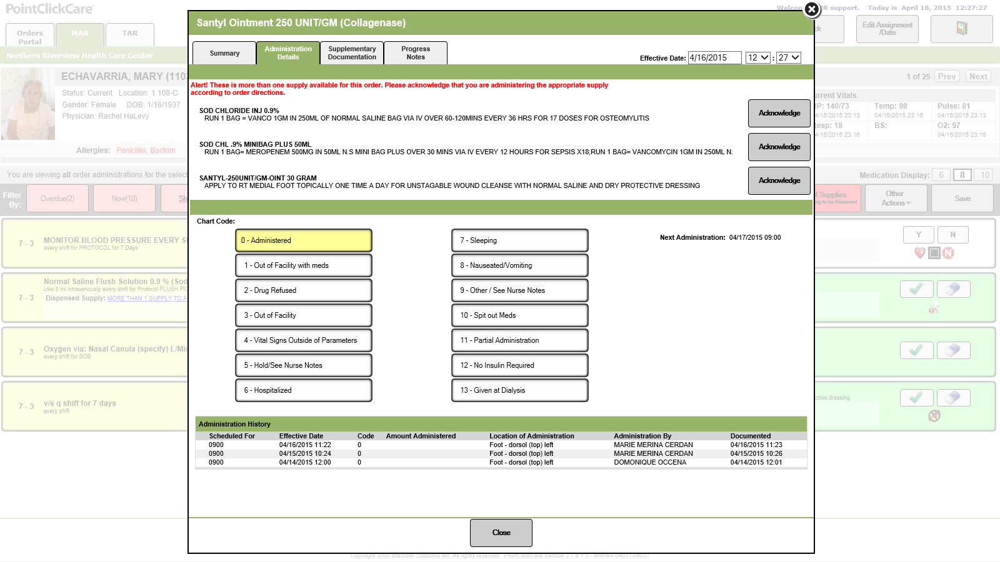 PointClickCare
Welcom R support. Today is April 16, 2015 12:27:27
Orders Portal
MAR
TAR
ck
Edit Assignment /Date
Northern Riverview Health Care Center
ECHAVARRIA, MARY (1103
Status: Current Location: 1 108-C
Gender: Female DOB: 1/16/1937
Physician: Rachel HaLevy
Allergies: Penicillin, Bactrim
1 of 25 Prev Next
urrent Vitals
BP: 140/73 Temp: 98 Pulse: 81
4/15/2015 23:13 04/15/2015 23:16 04/15/2015 23:13
Resp: 18 BS: O2: 97
4/15/2015 23:16 04/15/2015 23:16
You are viewing all order administrations for the select
Medication Display: 6 8 10
Filter By:
Overdue(2)
Now(10)
Sh
4 Supplies
ng to be Received
Other Actions
Save
7 - 3 MONITOR BLOOD PRESSURE EVERY S
every shift for PROTOCOL for 7 Days
Y N
N
7 - 3 Normal Saline Flush Solution 0.9 % (Sod
Use 5 ml intravenously every shift for Protocol FLUSH PIC
Dispensed Supply: MORE THAN 1 SUPPLY TO A
7 - 3 Oxygen via: Nasal Canula (specify) L/Min
every shift for SOB
7 - 3 v/s q shift for 7 days
every shift
ctive dressing
Santyl Ointment 250 UNIT/GM (Collagenase)
Summary
Administration Details
Supplementary Documentation
Progress Notes
Effective Date: 4/16/2015 12 : 27
Alert! These is more than one supply available for this order. Please acknowledge that you are administering the appropriate supply
according to order directions.
SOD CHLORIDE INJ 0.9%
RUN 1 BAG = VANCO 1GM IN 250ML OF NORMAL SALINE BAG VIA IV OVER 60-120MINS EVERY 36 HRS FOR 17 DOSES FOR OSTEOMYLITIS
Acknowledge
SOD CHL .9% MINIBAG PLUS 50ML
RUN 1 BAG= MEROPENEM 500MG IN 50ML N.S MINI BAG PLUS OVER 30 MINS VIA IV EVERY 12 HOURS FOR SEPSIS X18;RUN 1 BAG= VANCOMYCIN 1GM IN 250ML N.
Acknowledge
SANTYL-250UNIT/GM-OINT 30 GRAM
APPLY TO RT MEDIAL FOOT TOPICALLY ONE TIME A DAY FOR UNSTAGABLE WOUND CLEANSE WITH NORMAL SALINE AND DRY PROTECTIVE DRESSING
Acknowledge
Chart Code:
0 - Administered
1 - Out of Facility with meds
2 - Drug Refused
3 - Out of Facility
4 - Vital Signs Outside of Parameters
5 - Hold/See Nurse Notes
6 - Hospitalized
7 - Sleeping
8 - Nauseated/Vomiting
9 - Other / See Nurse Notes
10 - Spit out Meds
11 - Partial Administration
12 - No Insulin Required
13 - Given at Dialysis
Next Administration: 04/17/2015 09:00
Administration History
Scheduled For Effective Date Code Amount Administered Location of Administration Administration By Documented
0900 04/16/2015 11:22 0 Foot - dorsol (top) left MARIE MERINA CERDAN 04/16/2015 11:23
0900 04/15/2015 10:24 0 Foot - dorsol (top) left MARIE MERINA CERDAN 04/15/2015 10:26
0900 04/14/2015 12:00 0 Foot - dorsol (top) left DOMONIQUE OCCENA 04/14/2015 12:01
Close
Copyright 2000 Wescom Solutions Inc. All rights reserved. PointClickCare Version 3.7.6.1.5 - WWW4-04037-04037